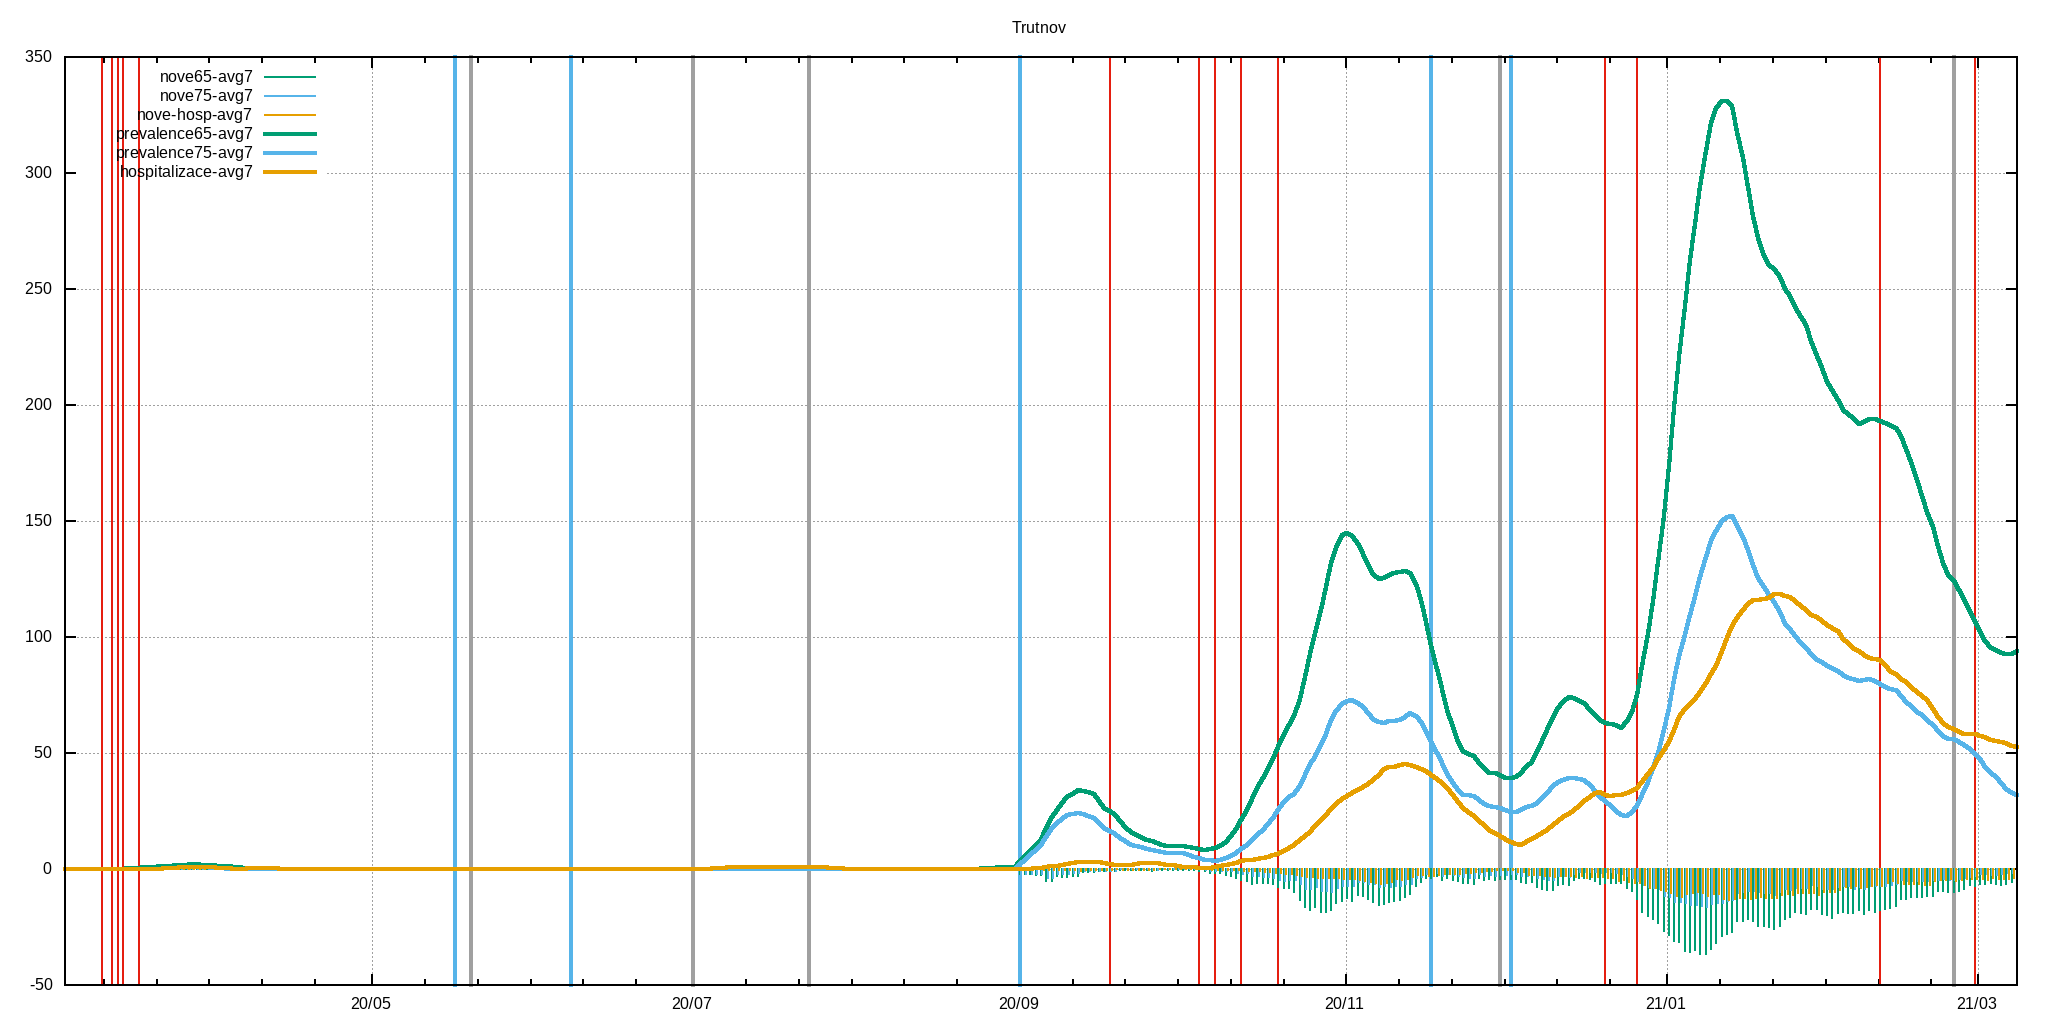 Trutnov
350
300
250
200
150
100
50
0
-50
nove65-avg7
nove75-avg7
nove-hosp-avg7
prevalence65-avg7
prevalence75-avg7
hospitalizace-avg7
20/05
20/07
20/09
20/11
21/01
21/03